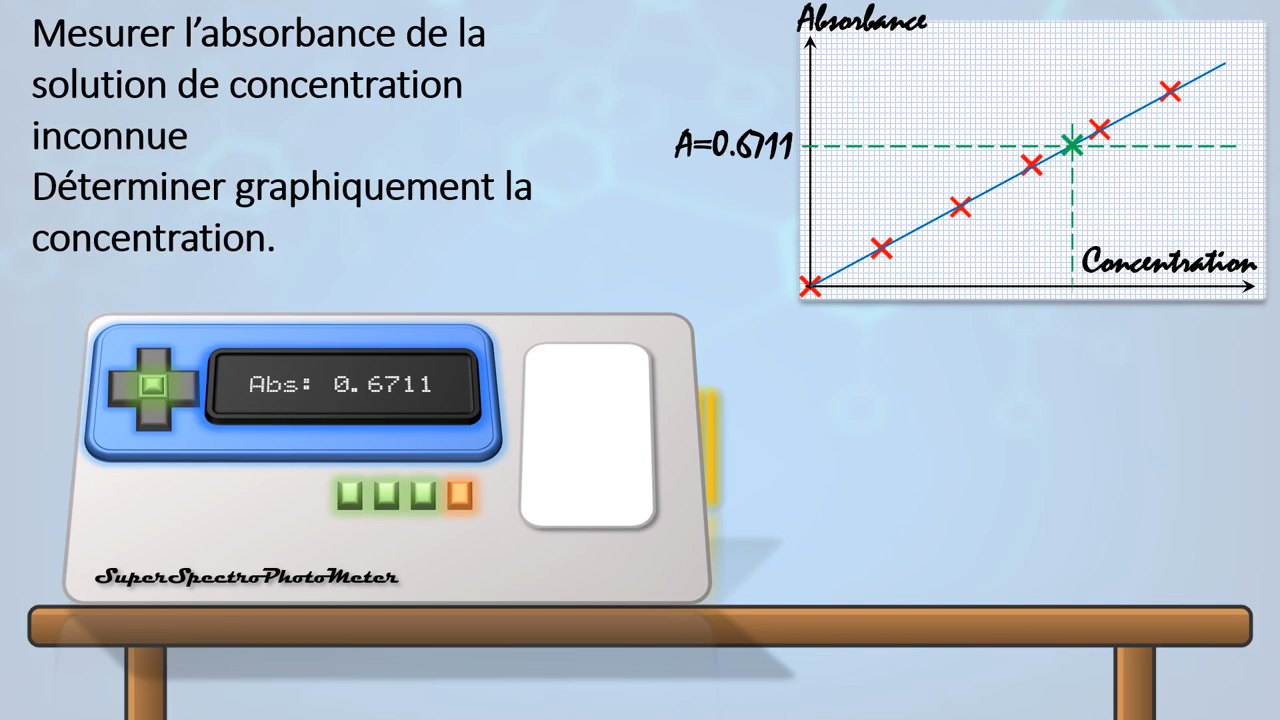 Mesurer l’absorbance de la
solution de concentration
inconnue
Déterminer graphiquement la
concentration.
Absorbance
A=0.6711
Concentration
Abs: 0.6711
SuperSpectroPhotoMeter